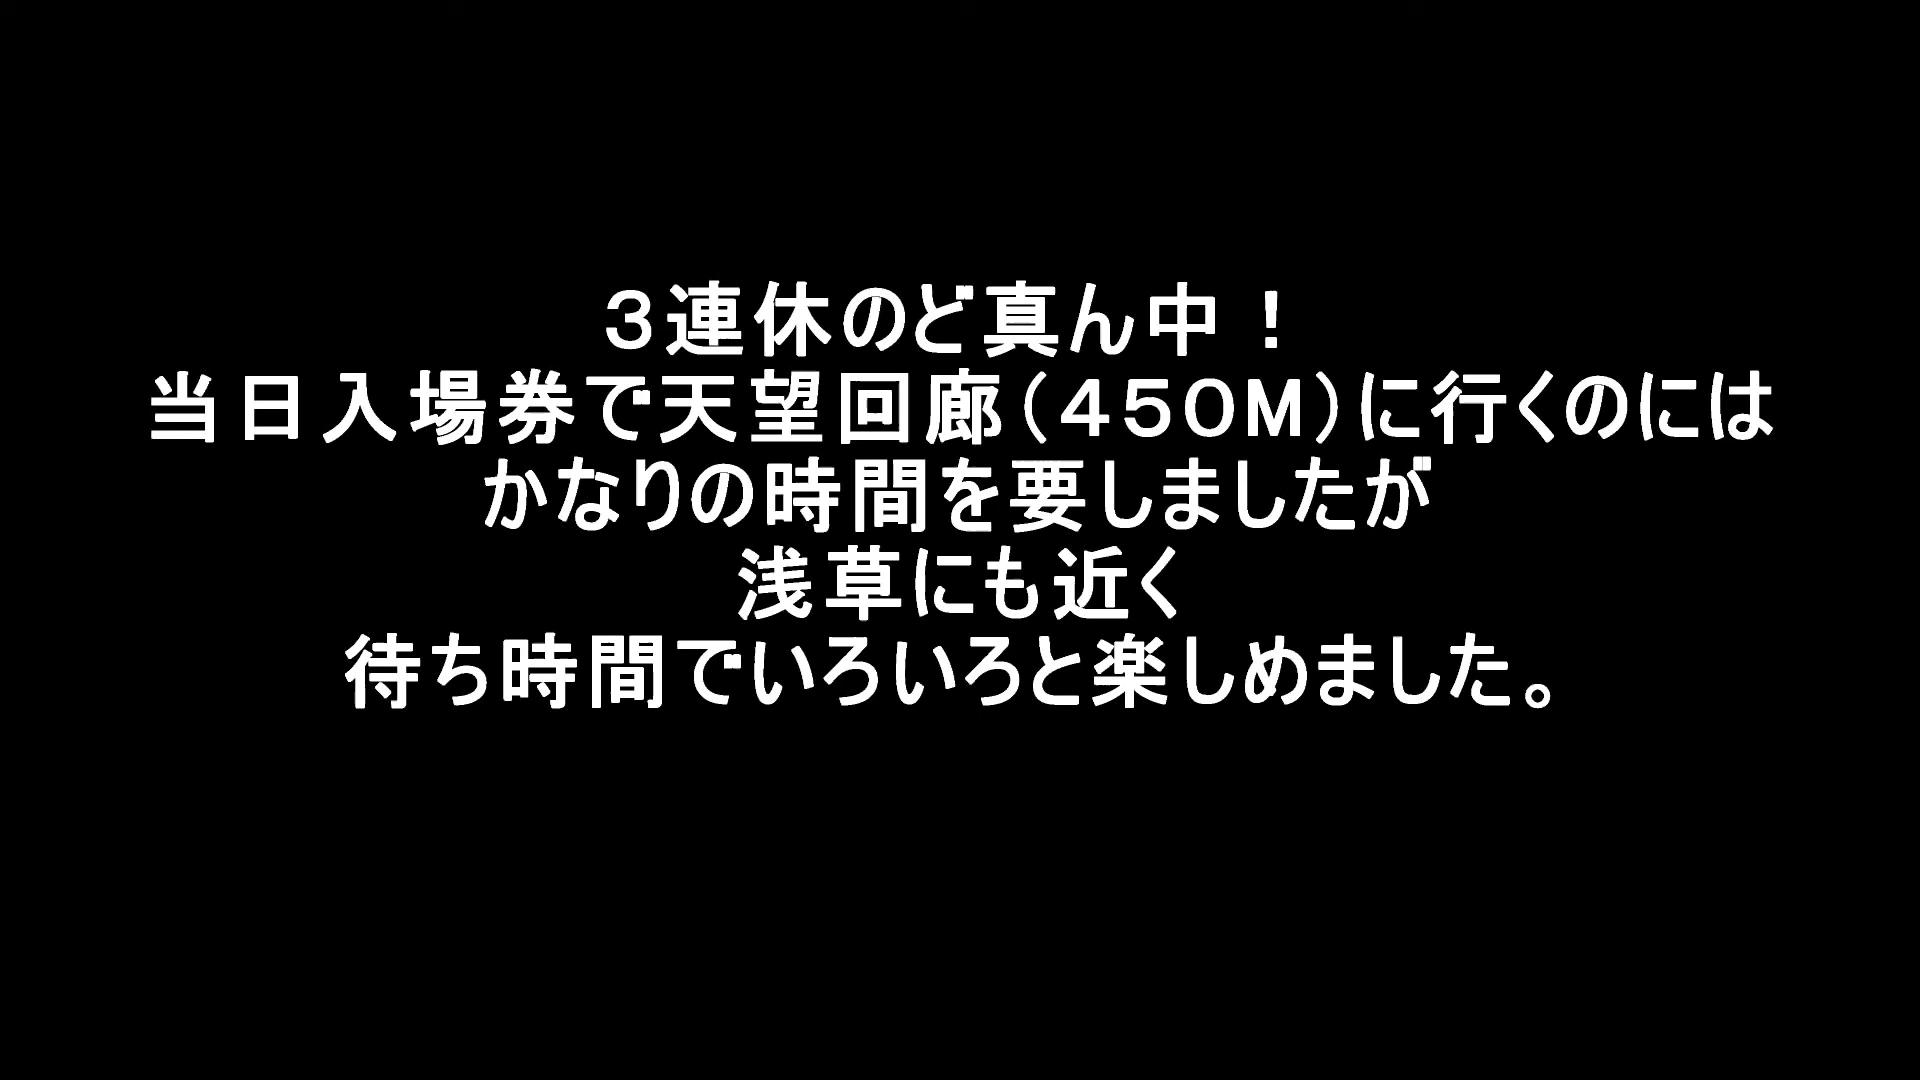 ３連休のど真ん中！
当日入場券で天望回廊（４５０Ｍ）に行くのには
かなりの時間を要しましたが
浅草にも近く
待ち時間でいろいろと楽しめました。